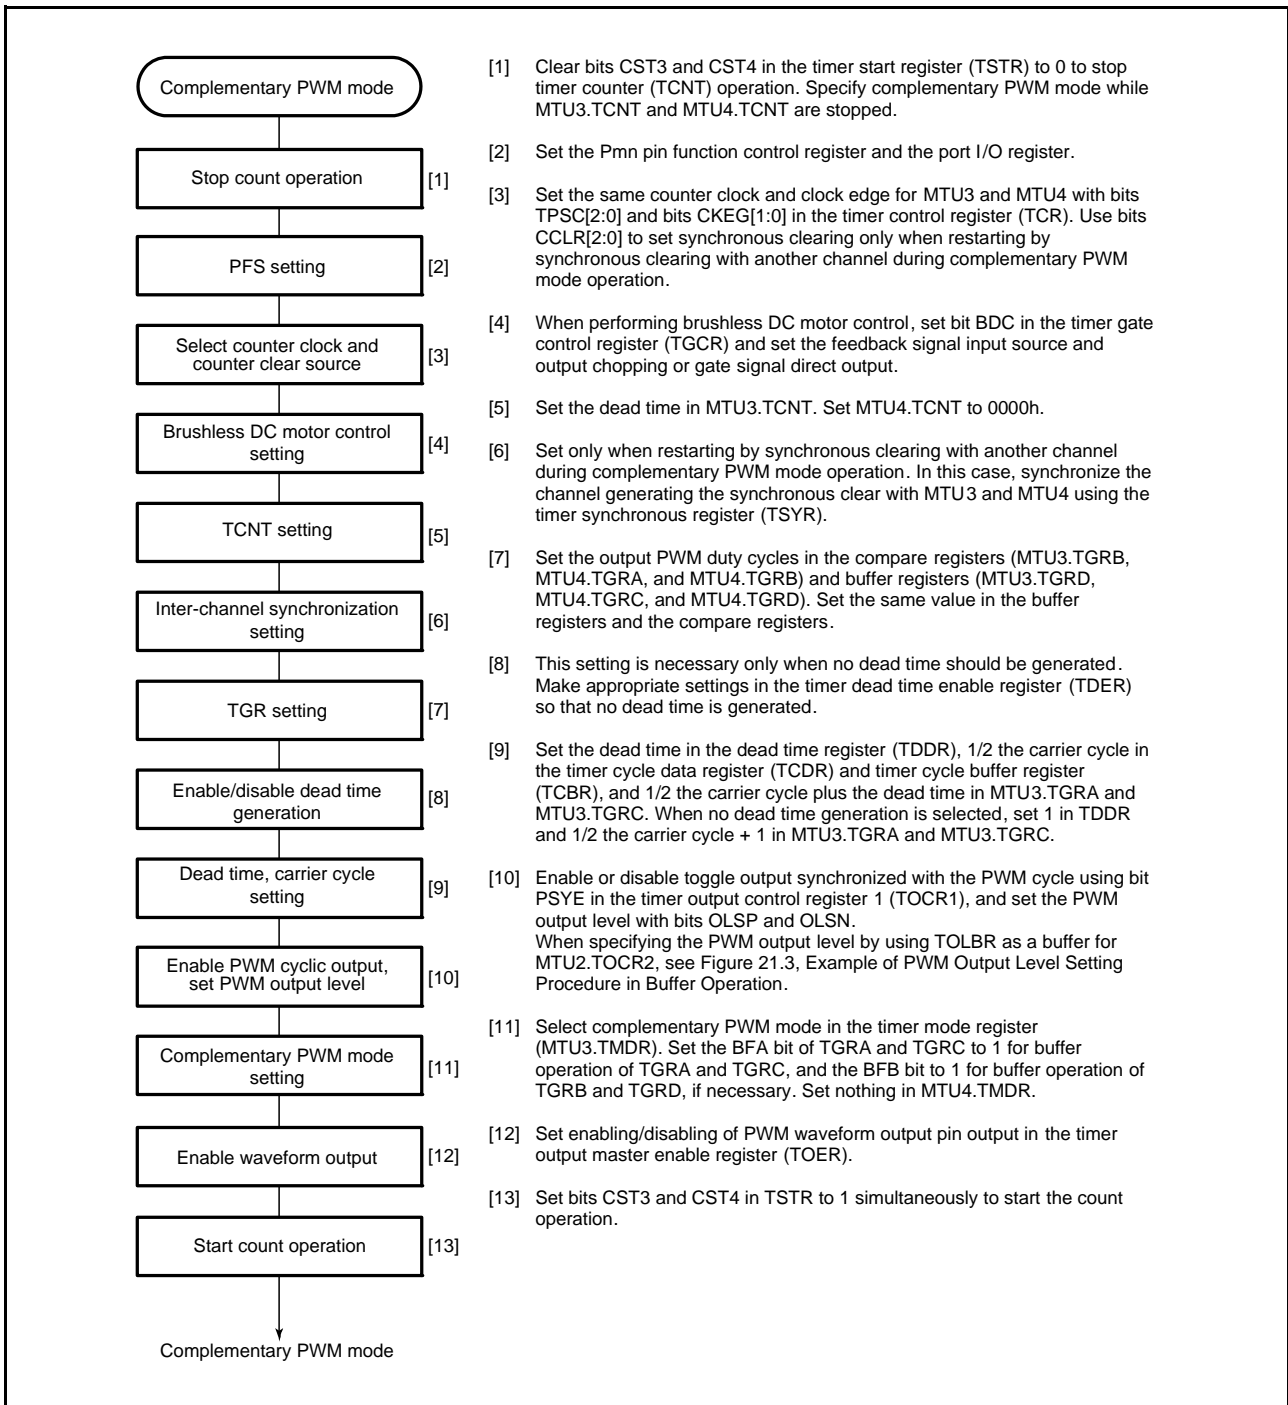 Complementary PWM mode
Stop count operation
[1]
PFS setting
[2]
Select counter clock and
counter clear source
[3]
Brushless DC motor control
setting
[4]
TCNT setting
[5]
Inter-channel synchronization
setting
[6]
TGR setting
[7]
Enable/disable dead time
generation
[8]
Dead time, carrier cycle
setting
[9]
Enable PWM cyclic output,
set PWM output level
[10]
Complementary PWM mode
setting
[11]
Enable waveform output
[12]
Start count operation
[13]
Complementary PWM mode
[1] Clear bits CST3 and CST4 in the timer start register (TSTR) to 0 to stop
timer counter (TCNT) operation. Specify complementary PWM mode while
MTU3.TCNT and MTU4.TCNT are stopped.
[2] Set the Pmn pin function control register and the port I/O register.
[3] Set the same counter clock and clock edge for MTU3 and MTU4 with bits
TPSC[2:0] and bits CKEG[1:0] in the timer control register (TCR). Use bits
CCLR[2:0] to set synchronous clearing only when restarting by
synchronous clearing with another channel during complementary PWM
mode operation.
[4] When performing brushless DC motor control, set bit BDC in the timer gate
control register (TGCR) and set the feedback signal input source and
output chopping or gate signal direct output.
[5] Set the dead time in MTU3.TCNT. Set MTU4.TCNT to 0000h.
[6] Set only when restarting by synchronous clearing with another channel
during complementary PWM mode operation. In this case, synchronize the
channel generating the synchronous clear with MTU3 and MTU4 using the
timer synchronous register (TSYR).
[7] Set the output PWM duty cycles in the compare registers (MTU3.TGRB,
MTU4.TGRA, and MTU4.TGRB) and buffer registers (MTU3.TGRD,
MTU4.TGRC, and MTU4.TGRD). Set the same value in the buffer
registers and the compare registers.
[8] This setting is necessary only when no dead time should be generated.
Make appropriate settings in the timer dead time enable register (TDER)
so that no dead time is generated.
[9] Set the dead time in the dead time register (TDDR), 1/2 the carrier cycle in
the timer cycle data register (TCDR) and timer cycle buffer register
(TCBR), and 1/2 the carrier cycle plus the dead time in MTU3.TGRA and
MTU3.TGRC. When no dead time generation is selected, set 1 in TDDR
and 1/2 the carrier cycle + 1 in MTU3.TGRA and MTU3.TGRC.
[10] Enable or disable toggle output synchronized with the PWM cycle using bit
PSYE in the timer output control register 1 (TOCR1), and set the PWM
output level with bits OLSP and OLSN.
When specifying the PWM output level by using TOLBR as a buffer for
MTU2.TOCR2, see Figure 21.3, Example of PWM Output Level Setting
Procedure in Buffer Operation.
[11] Select complementary PWM mode in the timer mode register
(MTU3.TMDR). Set the BFA bit of TGRA and TGRC to 1 for buffer
operation of TGRA and TGRC, and the BFB bit to 1 for buffer operation of
TGRB and TGRD, if necessary. Set nothing in MTU4.TMDR.
[12] Set enabling/disabling of PWM waveform output pin output in the timer
output master enable register (TOER).
[13] Set bits CST3 and CST4 in TSTR to 1 simultaneously to start the count
operation.